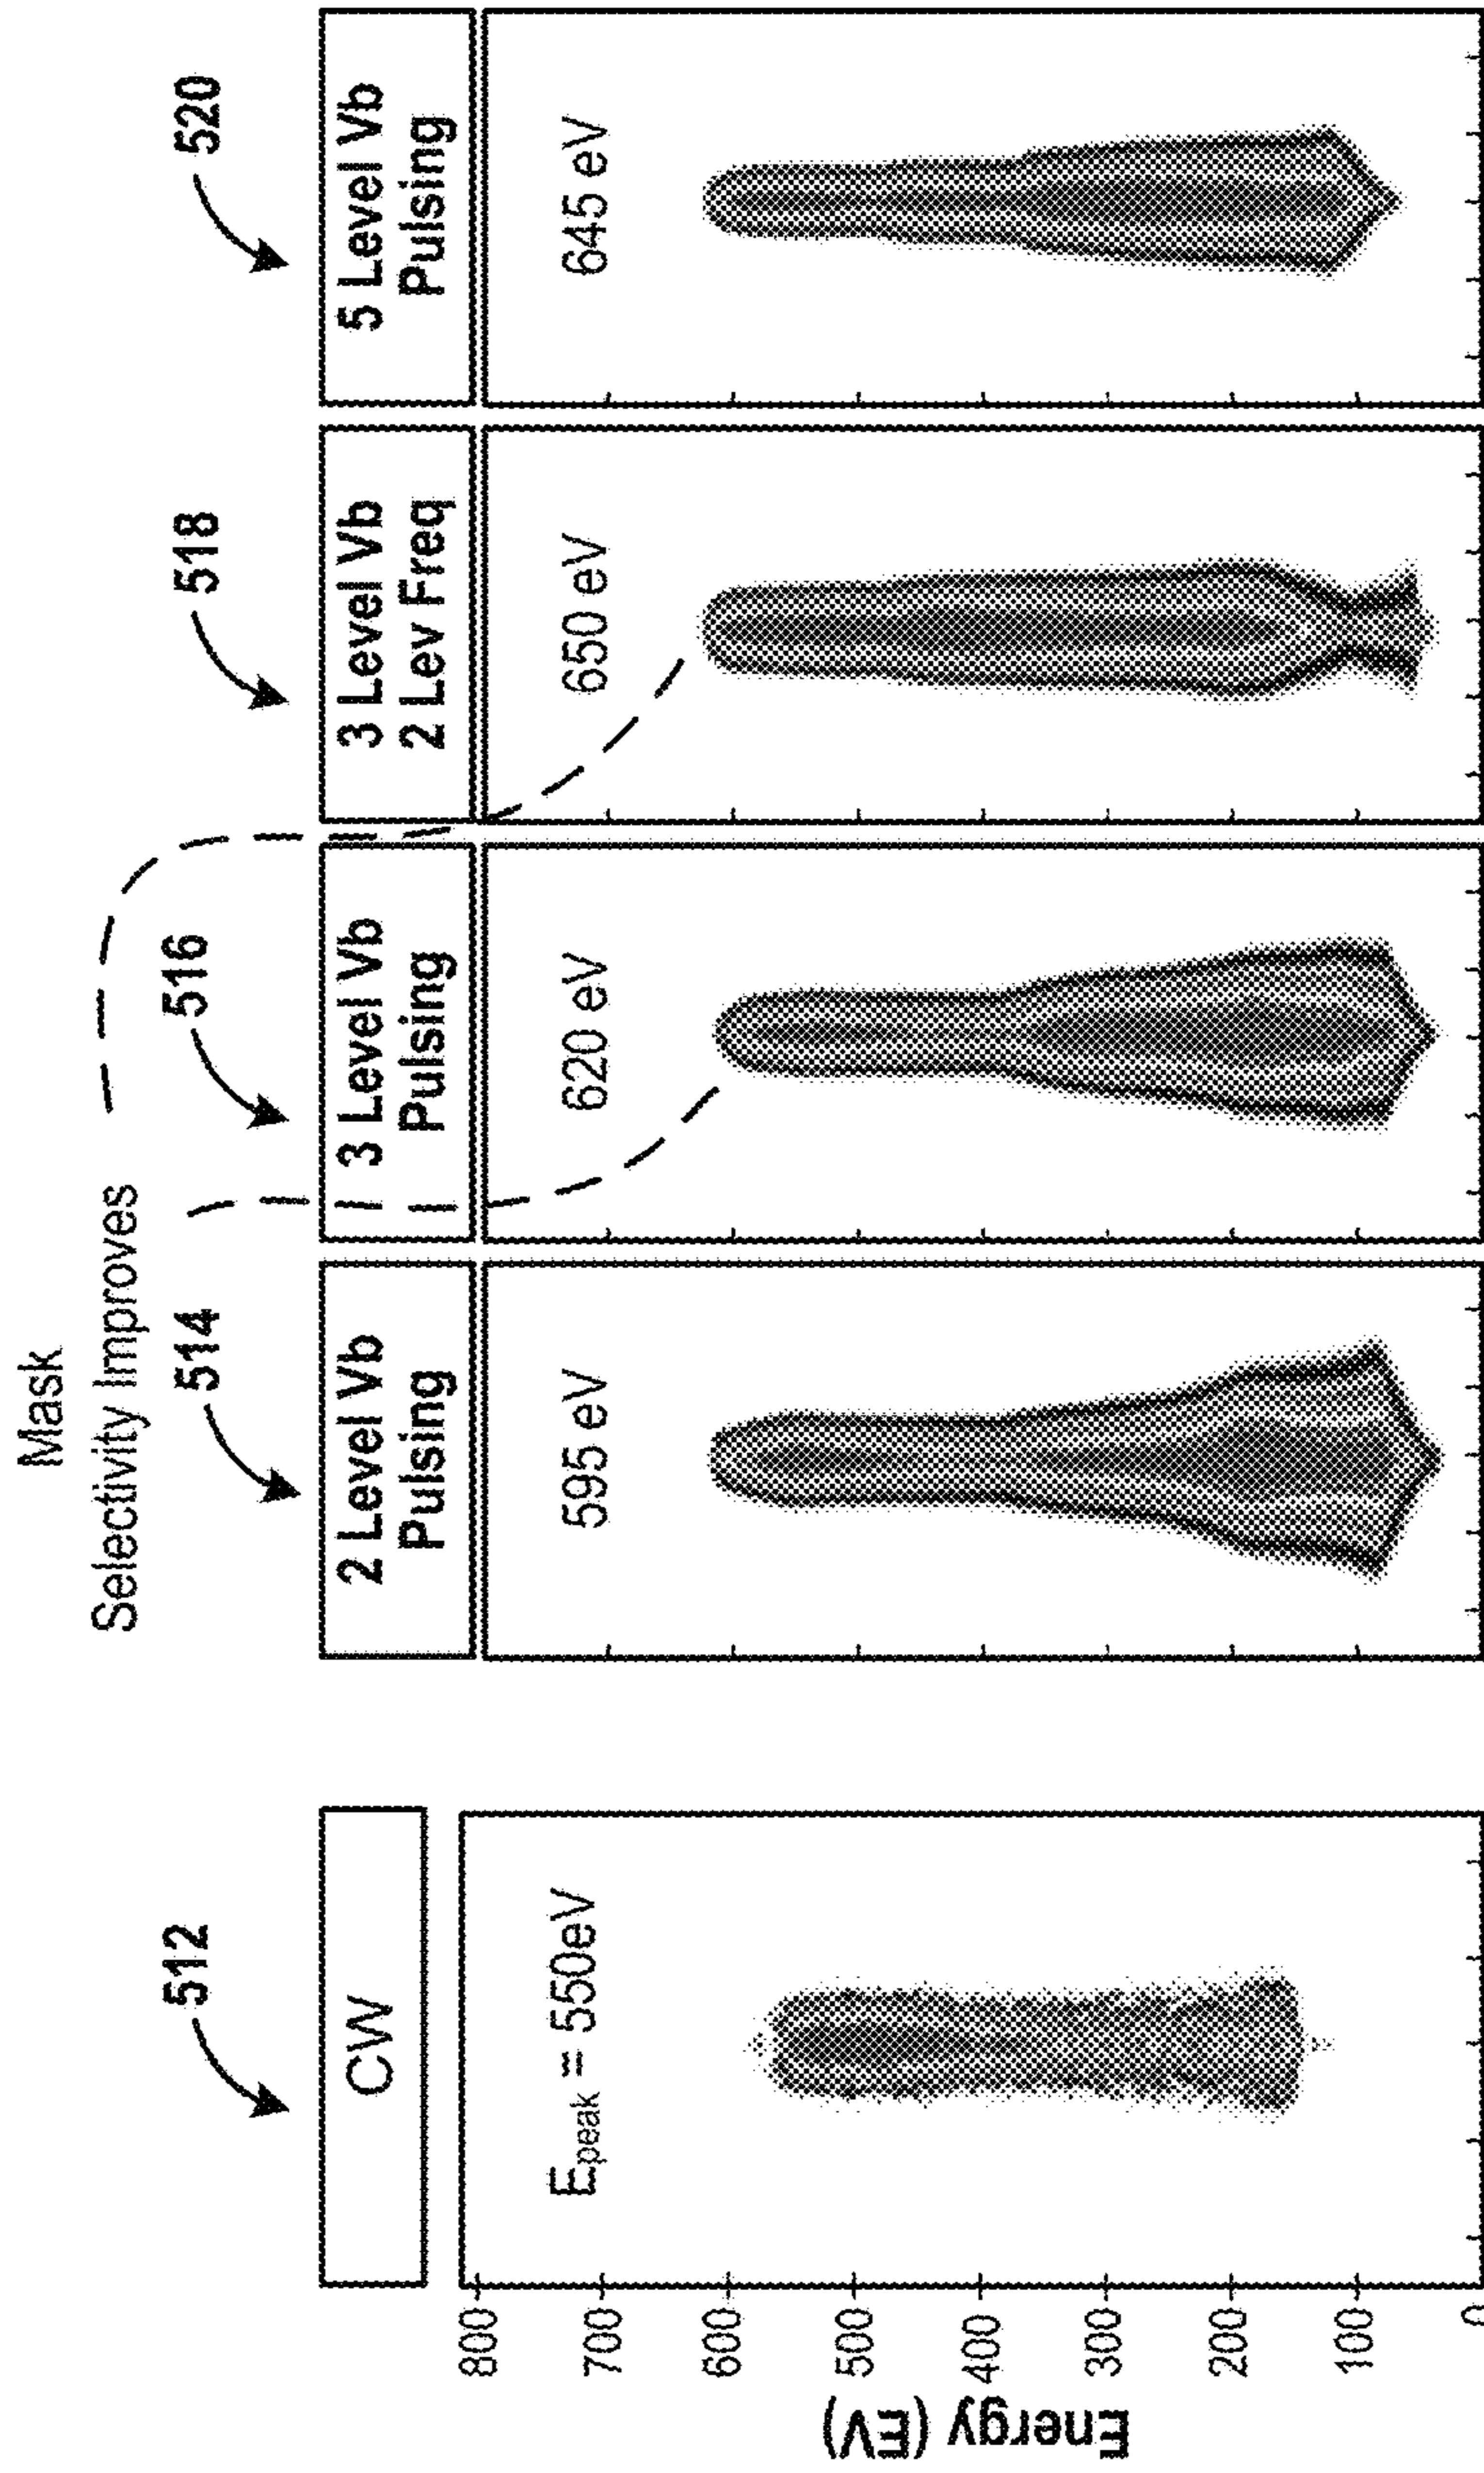 Mask
Selectivity Improves
512
514
516
518
520
CW
2 Level Vb
Pulsing
3 Level Vb
Pulsing
3 Level Vb
2 Lev Freq
5 Level Vb
Pulsing
Epeak = 550eV
595 eV
620 eV
650 eV
645 eV
Energy (EV)
800
700
600
500
400
300
200
100
0